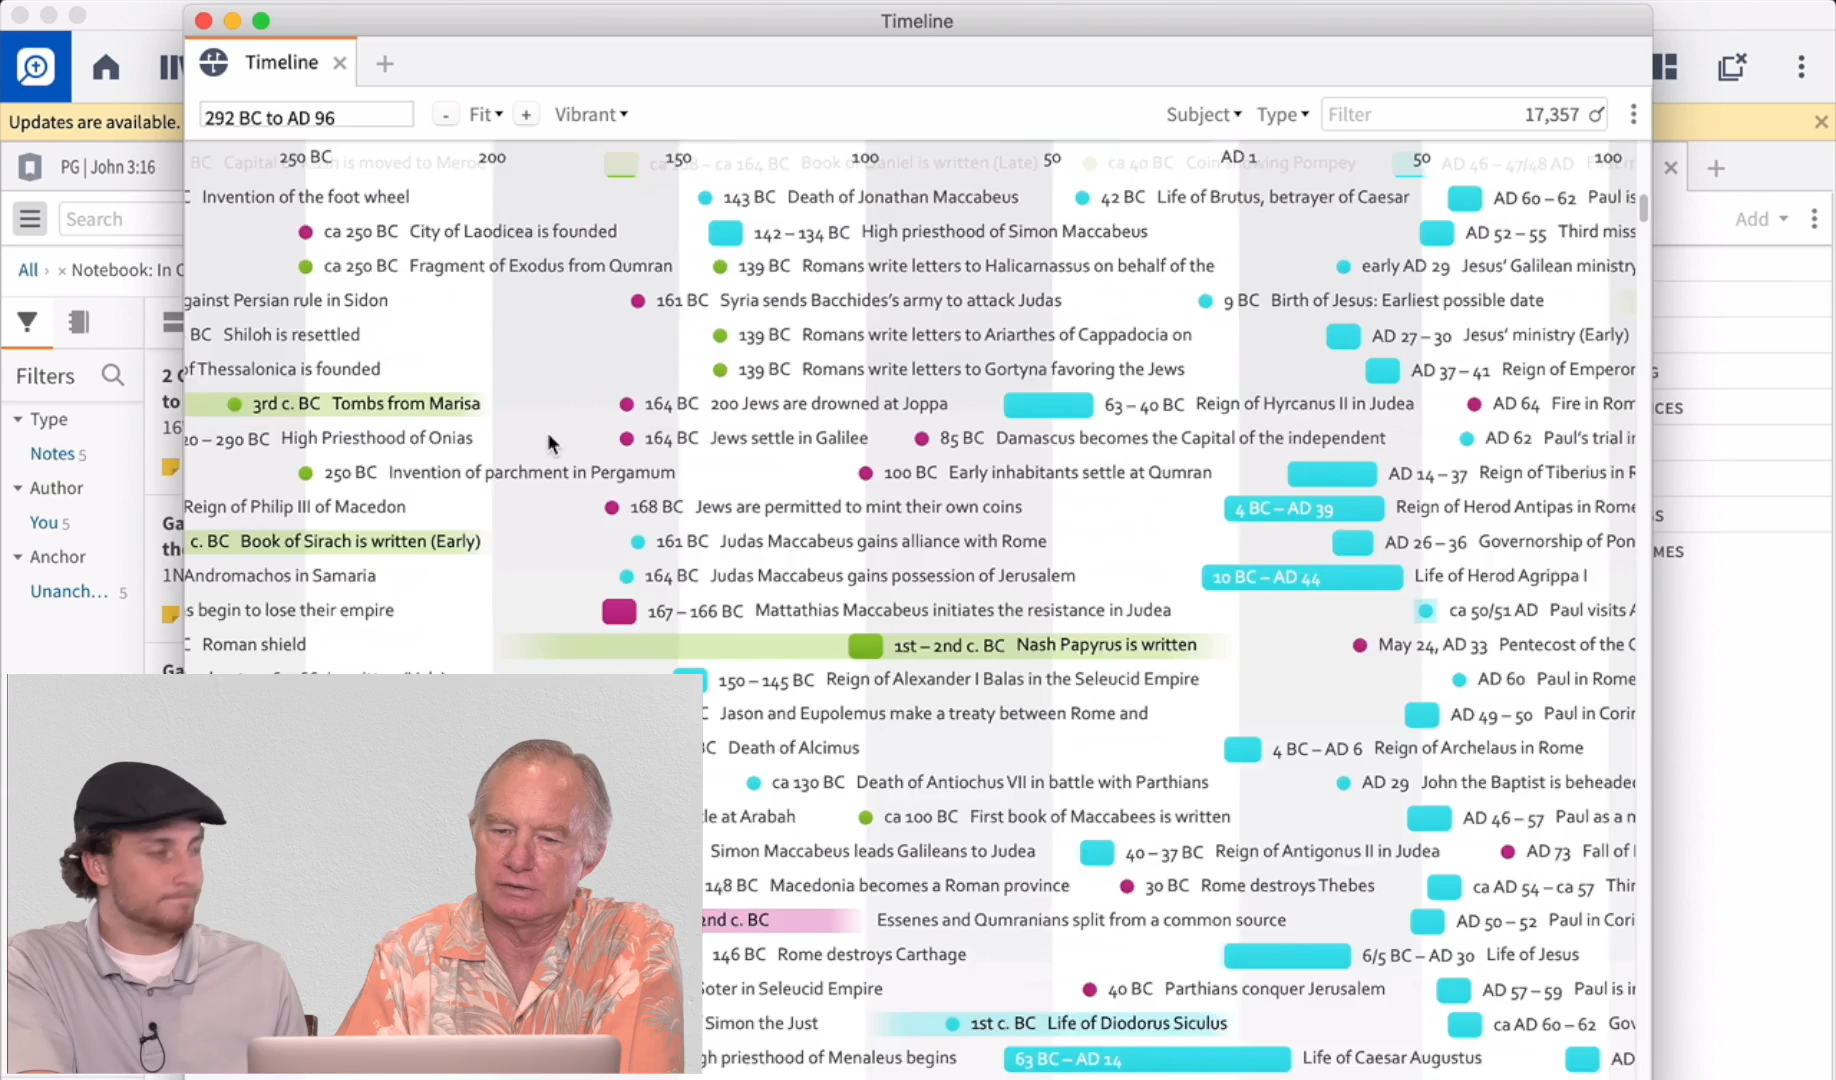 Timeline
Timeline
Updates are available.
292 BC to AD 96
- Fit + Vibrant
Subject Type Filter 17,357
PG | John 3:16
Search
Add
All › × Notebook: In C
Filters
Type
Notes 5
Author
You 5
Anchor
Unanch… 5
250 BC 200 150 100 50 AD 1 50 100
Invention of the foot wheel
143 BC Death of Jonathan Maccabeus
42 BC Life of Brutus, betrayer of Caesar
AD 60 – 62 Paul is
ca 250 BC City of Laodicea is founded
142 – 134 BC High priesthood of Simon Maccabeus
AD 52 – 55 Third miss
ca 250 BC Fragment of Exodus from Qumran
139 BC Romans write letters to Halicarnassus on behalf of the
early AD 29 Jesus' Galilean ministry
gainst Persian rule in Sidon
161 BC Syria sends Bacchides's army to attack Judas
9 BC Birth of Jesus: Earliest possible date
BC Shiloh is resettled
139 BC Romans write letters to Ariarthes of Cappadocia on
AD 27 – 30 Jesus' ministry (Early)
of Thessalonica is founded
139 BC Romans write letters to Gortyna favoring the Jews
AD 37 – 41 Reign of Emperor
3rd c. BC Tombs from Marisa
164 BC 200 Jews are drowned at Joppa
63 – 40 BC Reign of Hyrcanus II in Judea
AD 64 Fire in Rom
20 – 290 BC High Priesthood of Onias
164 BC Jews settle in Galilee
85 BC Damascus becomes the Capital of the independent
AD 62 Paul's trial in
250 BC Invention of parchment in Pergamum
100 BC Early inhabitants settle at Qumran
AD 14 – 37 Reign of Tiberius in R
Reign of Philip III of Macedon
168 BC Jews are permitted to mint their own coins
4 BC – AD 39 Reign of Herod Antipas in Rome
c. BC Book of Sirach is written (Early)
161 BC Judas Maccabeus gains alliance with Rome
AD 26 – 36 Governorship of Pon
Andromachos in Samaria
164 BC Judas Maccabeus gains possession of Jerusalem
10 BC – AD 44 Life of Herod Agrippa I
s begin to lose their empire
167 – 166 BC Mattathias Maccabeus initiates the resistance in Judea
ca 50/51 AD Paul visits A
Roman shield
1st – 2nd c. BC Nash Papyrus is written
May 24, AD 33 Pentecost of the C
150 – 145 BC Reign of Alexander I Balas in the Seleucid Empire
AD 60 Paul in Rome
Jason and Eupolemus make a treaty between Rome and
AD 49 – 50 Paul in Corin
BC Death of Alcimus
4 BC – AD 6 Reign of Archelaus in Rome
ca 130 BC Death of Antiochus VII in battle with Parthians
AD 29 John the Baptist is beheaded
le at Arabah
ca 100 BC First book of Maccabees is written
AD 46 – 57 Paul as a m
Simon Maccabeus leads Galileans to Judea
40 – 37 BC Reign of Antigonus II in Judea
AD 73 Fall of
148 BC Macedonia becomes a Roman province
30 BC Rome destroys Thebes
ca AD 54 – ca 57 Thir
2nd c. BC Essenes and Qumranians split from a common source
AD 50 – 52 Paul in Cori
146 BC Rome destroys Carthage
6/5 BC – AD 30 Life of Jesus
Soter in Seleucid Empire
40 BC Parthians conquer Jerusalem
AD 57 – 59 Paul is in
Simon the Just
1st c. BC Life of Diodorus Siculus
ca AD 60 – 62 Gov
gh priesthood of Menaleus begins
63 BC – AD 14 Life of Caesar Augustus
AD